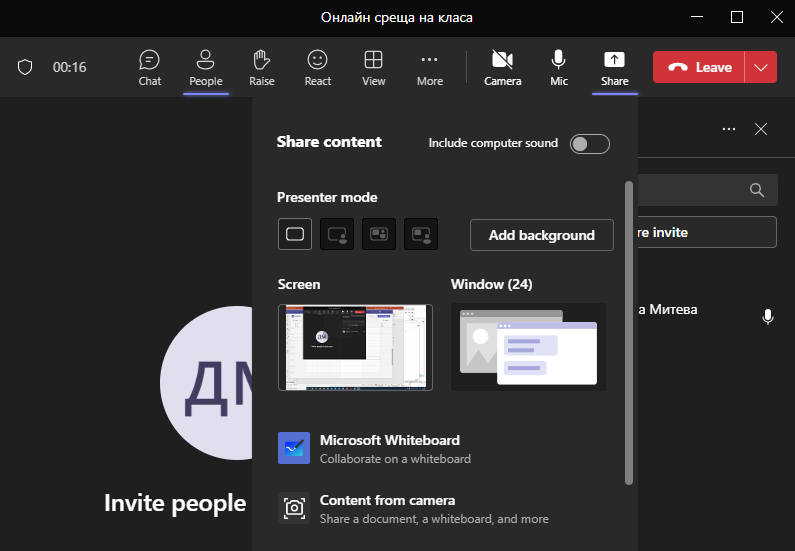 Онлайн среща на класа
00:16
Chat
People
Raise
React
View
More
Camera
Mic
Share
Leave
Share content
Include computer sound
Presenter mode
Add background
re invite
Screen
Window (24)
а Митева
ДМ
Microsoft Whiteboard
Collaborate on a whiteboard
Invite people
Content from camera
Share a document, a whiteboard, and more